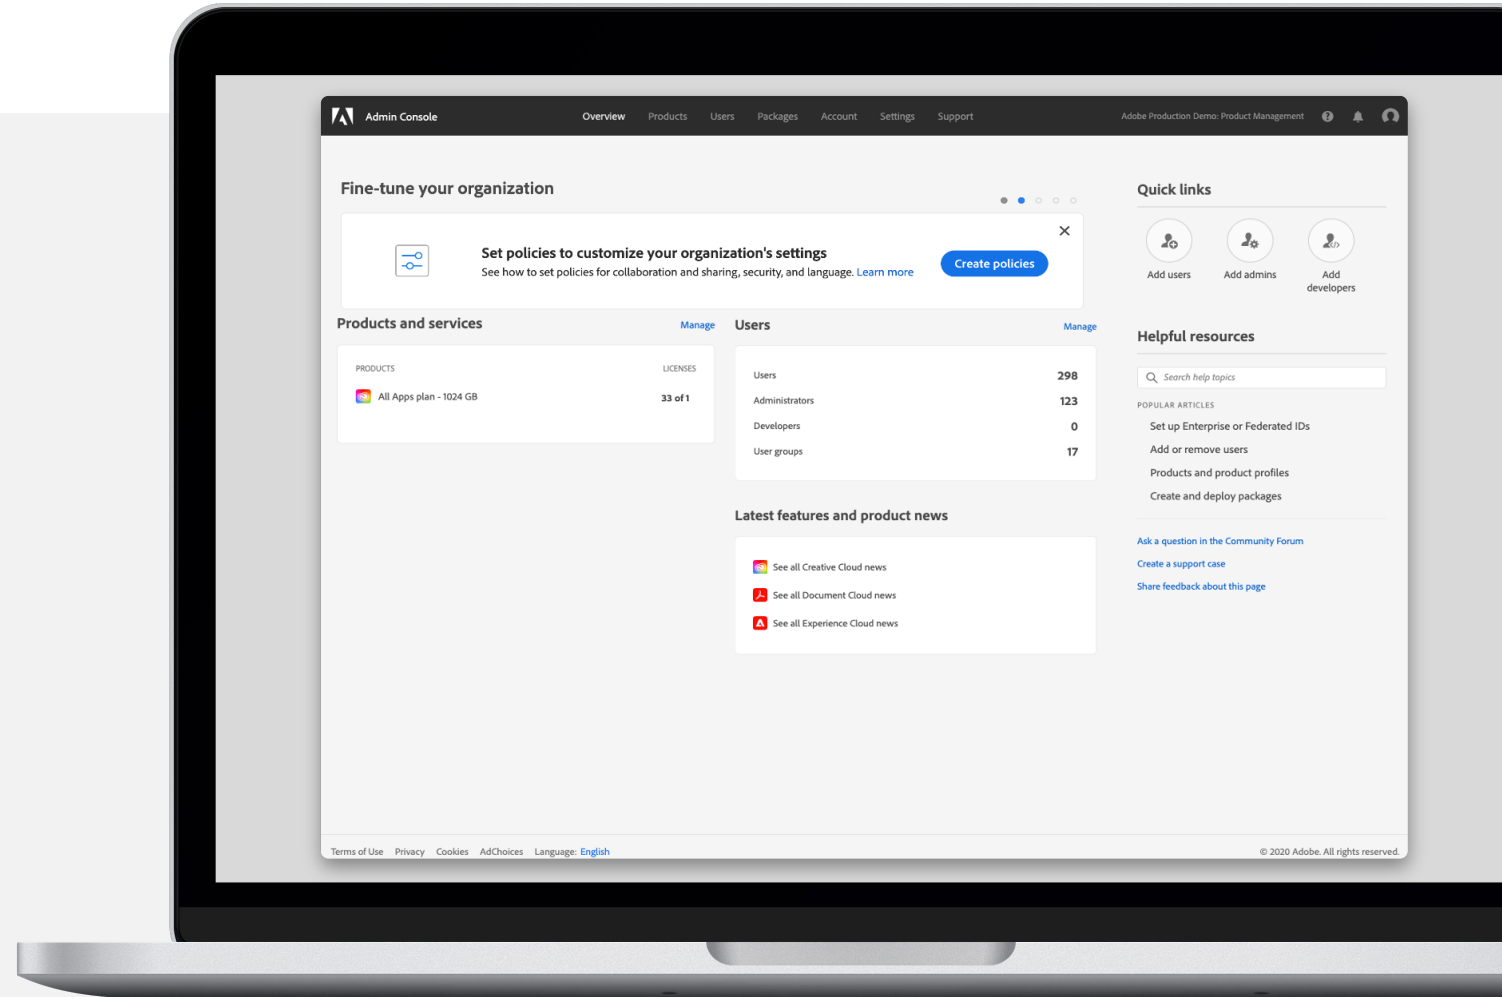 Admin Console
Overview
Products
Users
Packages
Account
Settings
Support
Adobe Production Demo: Product Management
Fine-tune your organization
Set policies to customize your organization's settings
See how to set policies for collaboration and sharing, security, and language. Learn more
Create policies
Products and services
Manage
PRODUCTS
LICENSES
All Apps plan - 1024 GB
33 of 1
Users
Manage
Users
298
Administrators
123
Developers
0
User groups
17
Latest features and product news
See all Creative Cloud news
See all Document Cloud news
See all Experience Cloud news
Quick links
Add users
Add admins
Add
developers
Helpful resources
Search help topics
POPULAR ARTICLES
Set up Enterprise or Federated IDs
Add or remove users
Products and product profiles
Create and deploy packages
Ask a question in the Community Forum
Create a support case
Share feedback about this page
Terms of Use
Privacy
Cookies
AdChoices
Language: English
© 2020 Adobe. All rights reserved.